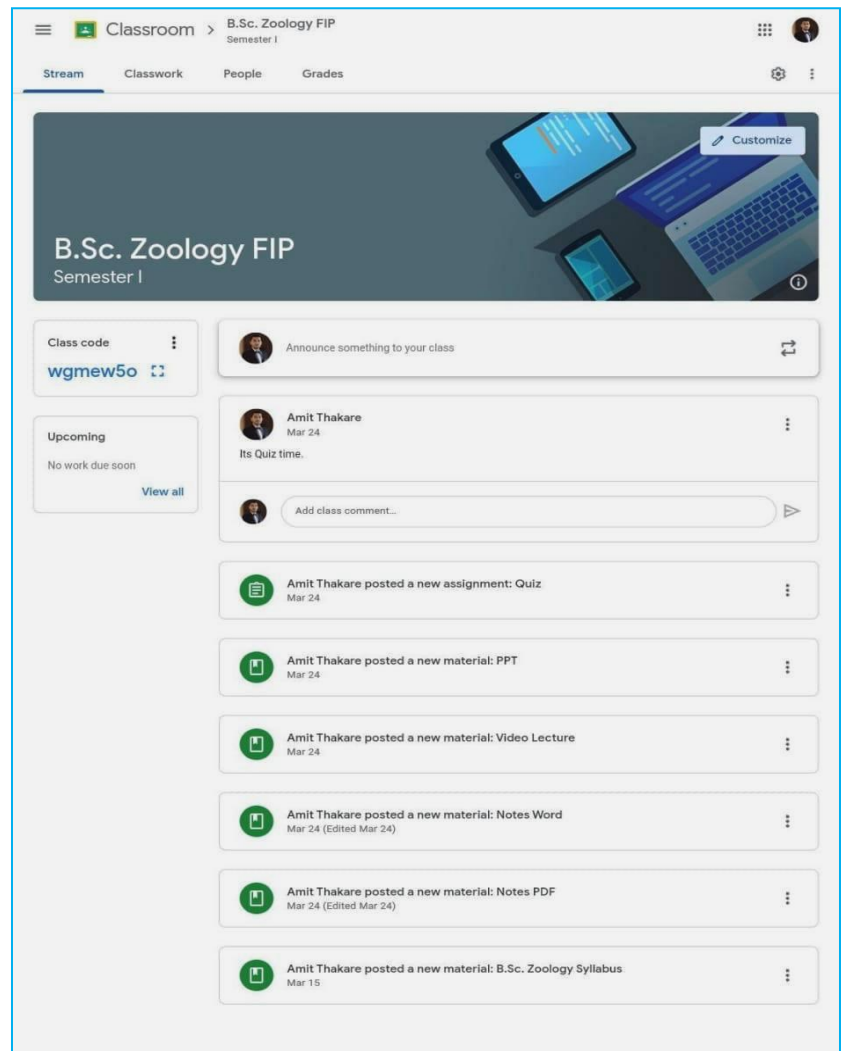 Classroom > B.Sc. Zoology FIP
Semester I
Stream Classwork People Grades
Customize
B.Sc. Zoology FIP
Semester I
Class code
wgmew5o
Upcoming
No work due soon
View all
Announce something to your class
Amit Thakare
Mar 24
Its Quiz time.
Add class comment...
Amit Thakare posted a new assignment: Quiz
Mar 24
Amit Thakare posted a new material: PPT
Mar 24
Amit Thakare posted a new material: Video Lecture
Mar 24
Amit Thakare posted a new material: Notes Word
Mar 24 (Edited Mar 24)
Amit Thakare posted a new material: Notes PDF
Mar 24 (Edited Mar 24)
Amit Thakare posted a new material: B.Sc. Zoology Syllabus
Mar 15